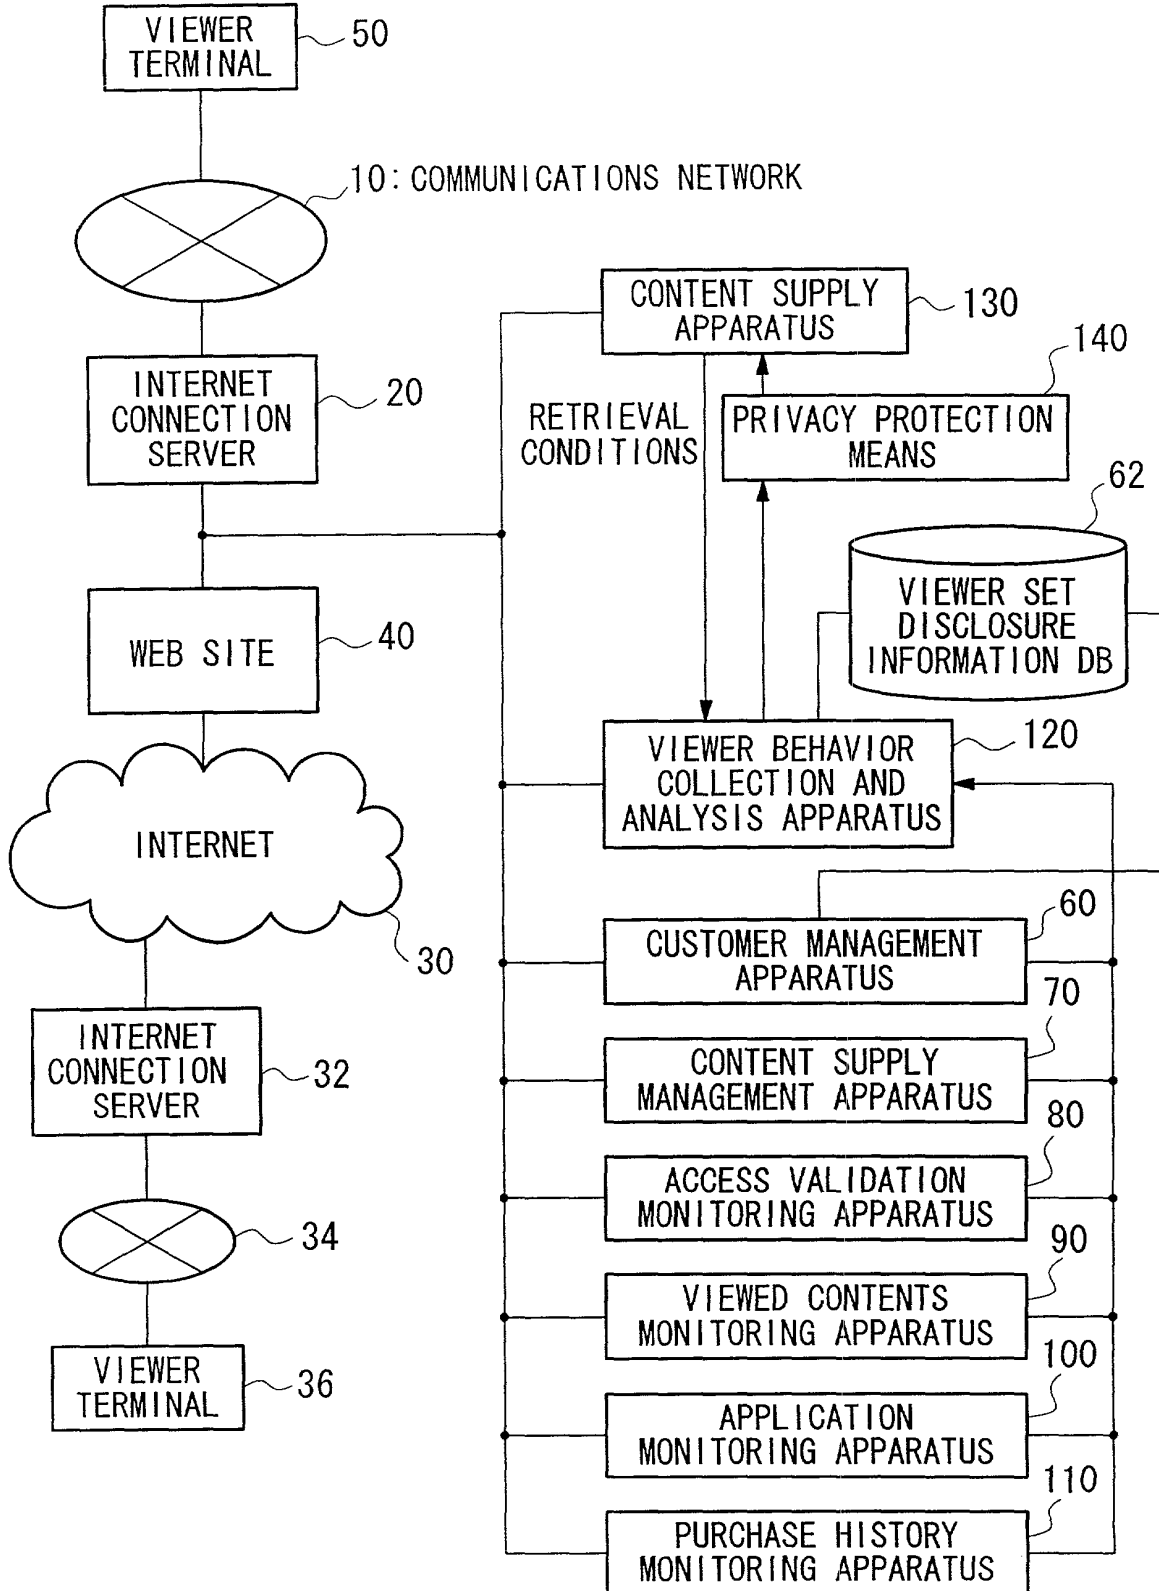 VIEWER
TERMINAL
50
10: COMMUNICATIONS NETWORK
INTERNET
CONNECTION
SERVER
20
WEB SITE
40
INTERNET
30
INTERNET
CONNECTION
SERVER
32
34
VIEWER
TERMINAL
36
CONTENT SUPPLY
APPARATUS
130
RETRIEVAL
CONDITIONS
PRIVACY PROTECTION
MEANS
140
VIEWER SET
DISCLOSURE
INFORMATION DB
62
VIEWER BEHAVIOR
COLLECTION AND
ANALYSIS APPARATUS
120
CUSTOMER MANAGEMENT
APPARATUS
60
CONTENT SUPPLY
MANAGEMENT APPARATUS
70
ACCESS VALIDATION
MONITORING APPARATUS
80
VIEWED CONTENTS
MONITORING APPARATUS
90
APPLICATION
MONITORING APPARATUS
100
PURCHASE HISTORY
MONITORING APPARATUS
110